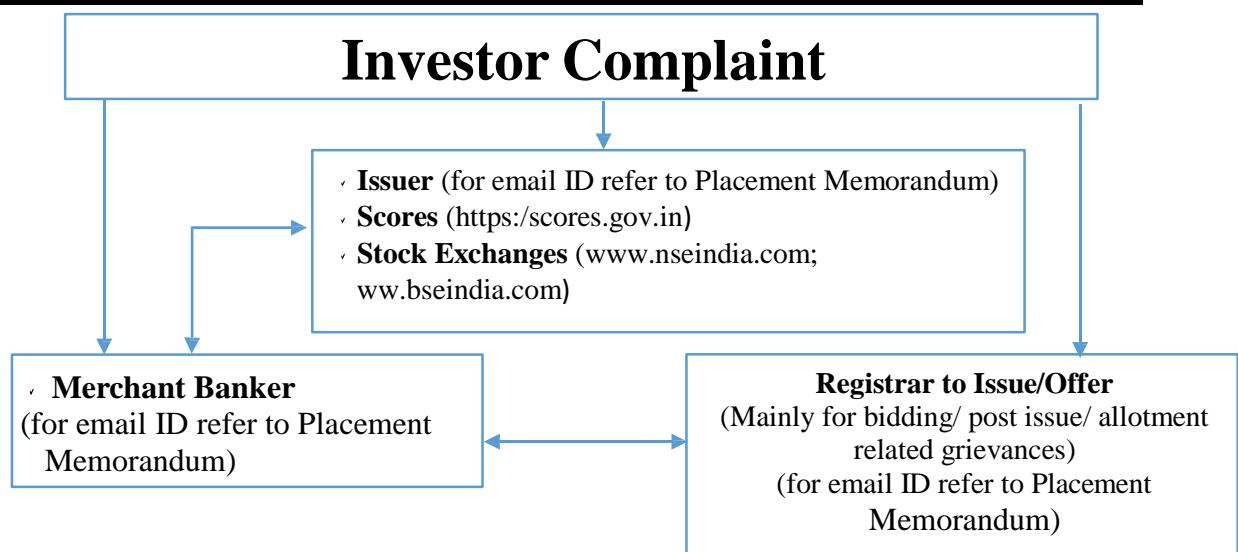 Investor Complaint
✓ Issuer (for email ID refer to Placement Memorandum)
✓ Scores (https:/scores.gov.in)
✓ Stock Exchanges (www.nseindia.com;
ww.bseindia.com)
✓ Merchant Banker
(for email ID refer to Placement
Memorandum)
Registrar to Issue/Offer
(Mainly for bidding/ post issue/ allotment
related grievances)
(for email ID refer to Placement
Memorandum)